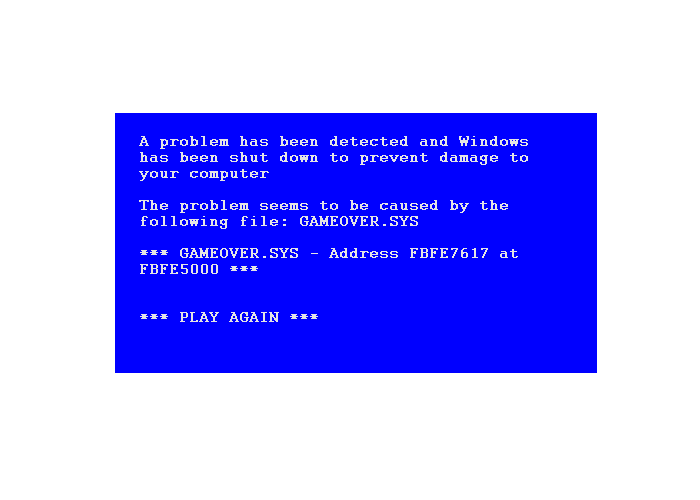 A problem has been detected and Windows
has been shut down to prevent damage to
your computer
The problem seems to be caused by the
following file: GAMEOVER.SYS
*** GAMEOVER.SYS - Address FBFE7617 at
FBFE5000 ***
*** PLAY AGAIN ***